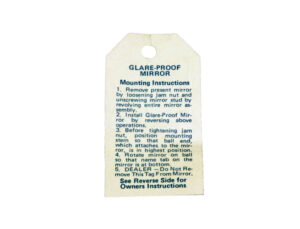 GLARE-PROOF
MIRROR
Mounting Instructions
1. Remove present mirror
by loosening jam nut and
unscrewing mirror stud by
revolving entire mirror as-
sembly.
2. Install Glare-Proof Mir-
ror by reversing above
operations.
3. Before tightening jam
nut, position mounting
stem so that ball end,
which attaches to the mir-
ror, is in highest position.
4. Rotate mirror on ball
so that name tab on the
mirror is at bottom.
5. DEALER - Do Not Re-
move This Tag From Mirror.
See Reverse Side for
Owners Instructions